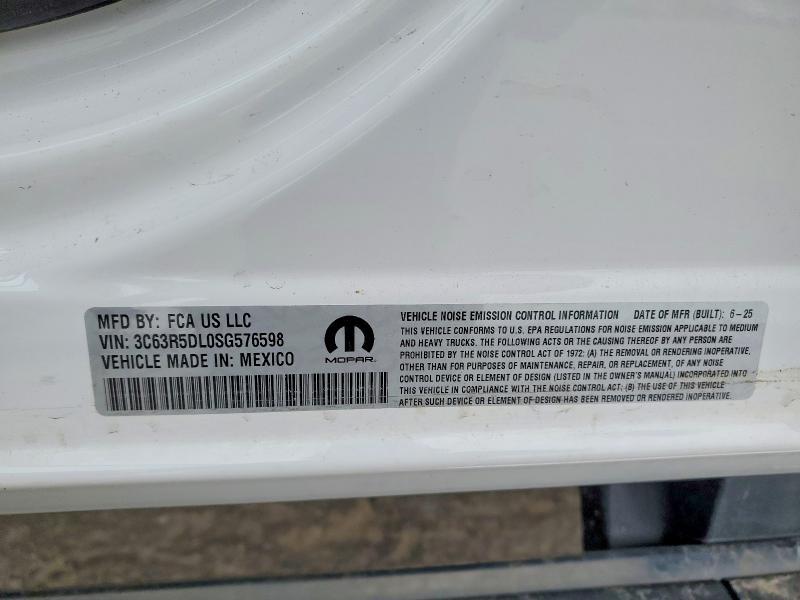 MFD BY: FCA US LLC
VIN: 3C63R5DL0SG576598
VEHICLE MADE IN: MEXICO
MOPAR
VEHICLE NOISE EMISSION CONTROL INFORMATION DATE OF MFR (BUILT): 6-25
THIS VEHICLE CONFORMS TO U.S. EPA REGULATIONS FOR NOISE EMISSION APPLICABLE TO MEDIUM
AND HEAVY TRUCKS. THE FOLLOWING ACTS OR THE CAUSING THEREOF BY ANY PERSON ARE
PROHIBITED BY THE NOISE CONTROL ACT OF 1972: (A) THE REMOVAL OR RENDERING INOPERATIVE,
OTHER THAN FOR PURPOSES OF MAINTENANCE, REPAIR, OR REPLACEMENT, OF ANY NOISE
CONTROL DEVICE OR ELEMENT OF DESIGN (LISTED IN THE OWNER'S MANUAL) INCORPORATED INTO
THIS VEHICLE IN COMPLIANCE WITH THE NOISE CONTROL ACT; (B) THE USE OF THIS VEHICLE
AFTER SUCH DEVICE OR ELEMENT OF DESIGN HAS BEEN REMOVED OR RENDERED INOPERATIVE.